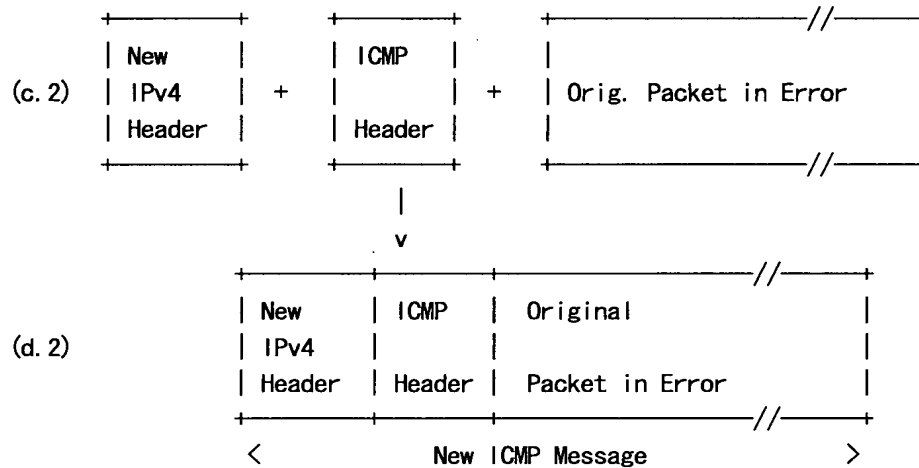 +--------+ +--------+ +--------//--------
| New | | ICMP | |
(c. 2) | IPv4 | + | | + | Orig. Packet in Error
| Header | | Header | |
+--------+ +--------+ +--------//--------
|
v
+--------+--------+--------//--------+
| New | ICMP | Original |
(d. 2) | IPv4 | | |
| Header | Header | Packet in Error |
+--------+--------+--------//--------+
< New ICMP Message >